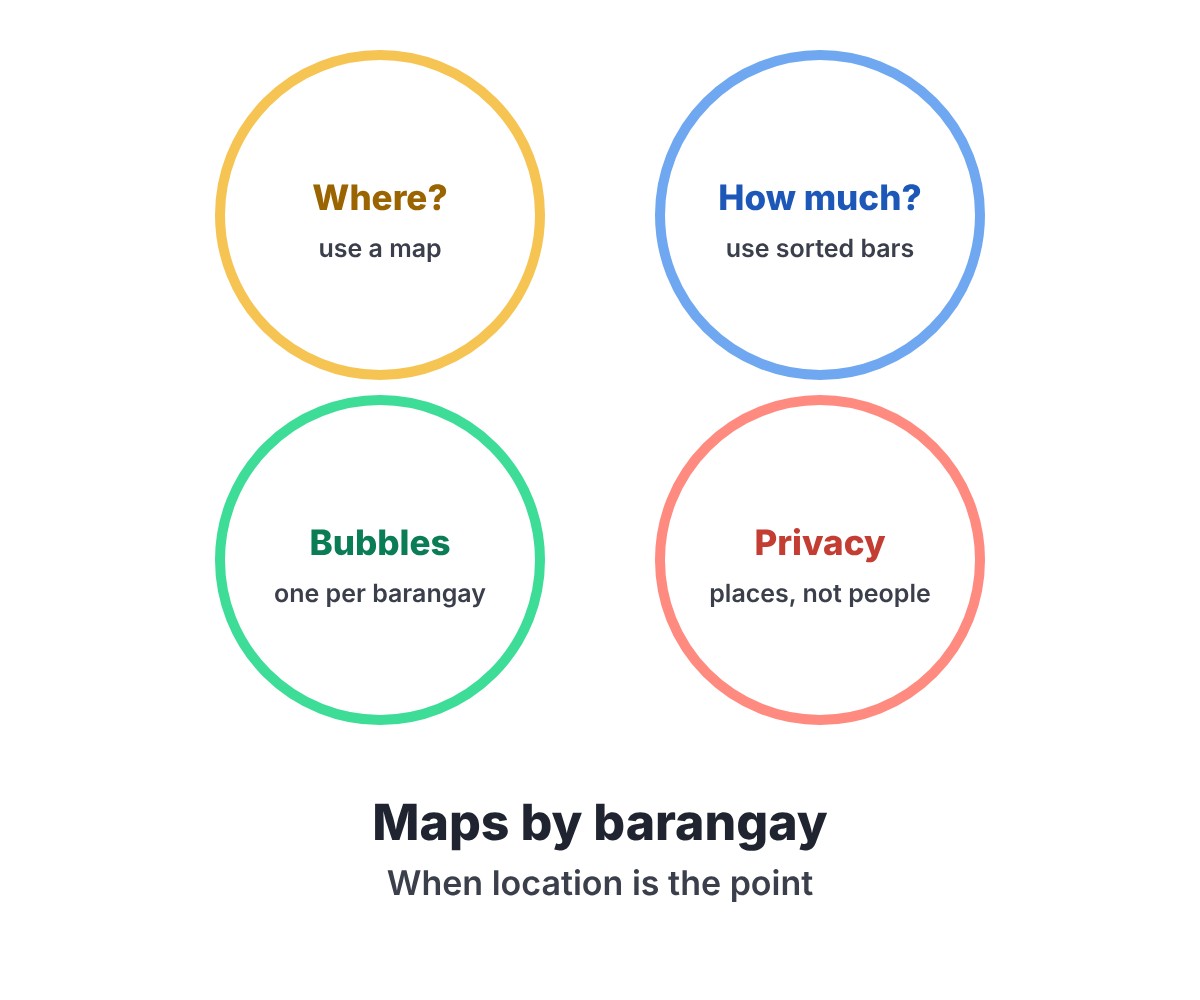 Where?
use a map
How much?
use sorted bars
Bubbles
one per barangay
Privacy
places, not people
Maps by barangay
When location is the point